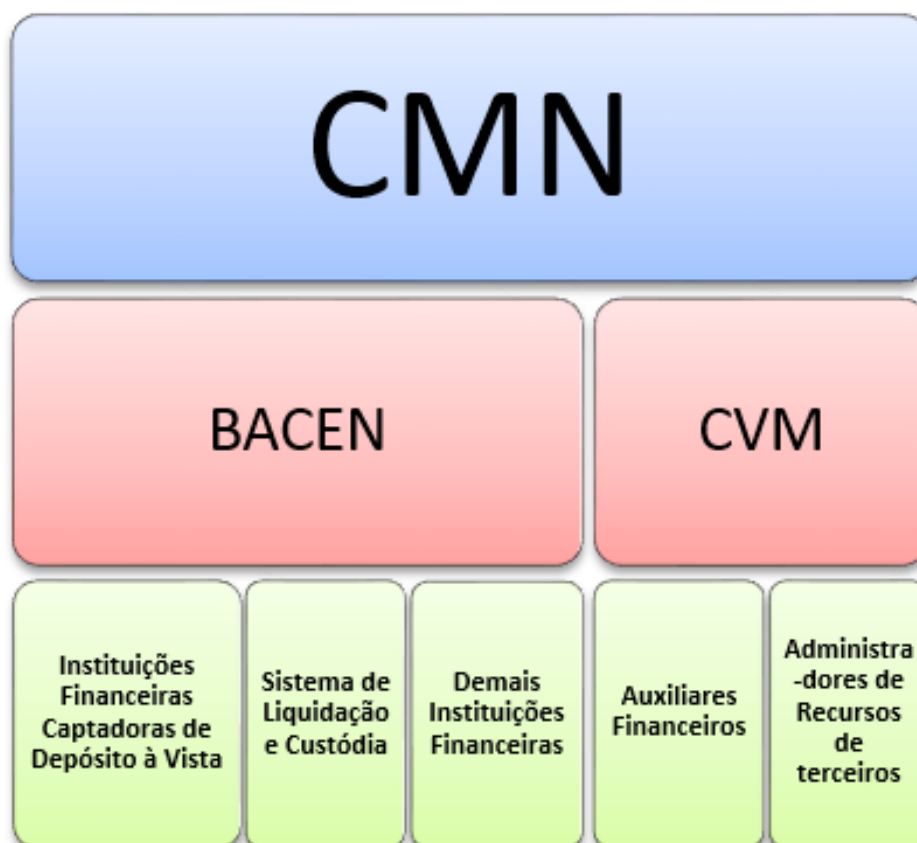 CMN
BACEN
CVM
Instituições
Financeiras
Captadoras de
Depósito à Vista
Sistema de
Liquidação
e Custódia
Demais
Instituições
Financeiras
Auxiliares
Financeiros
Administra
-dores de
Recursos
de
terceiros